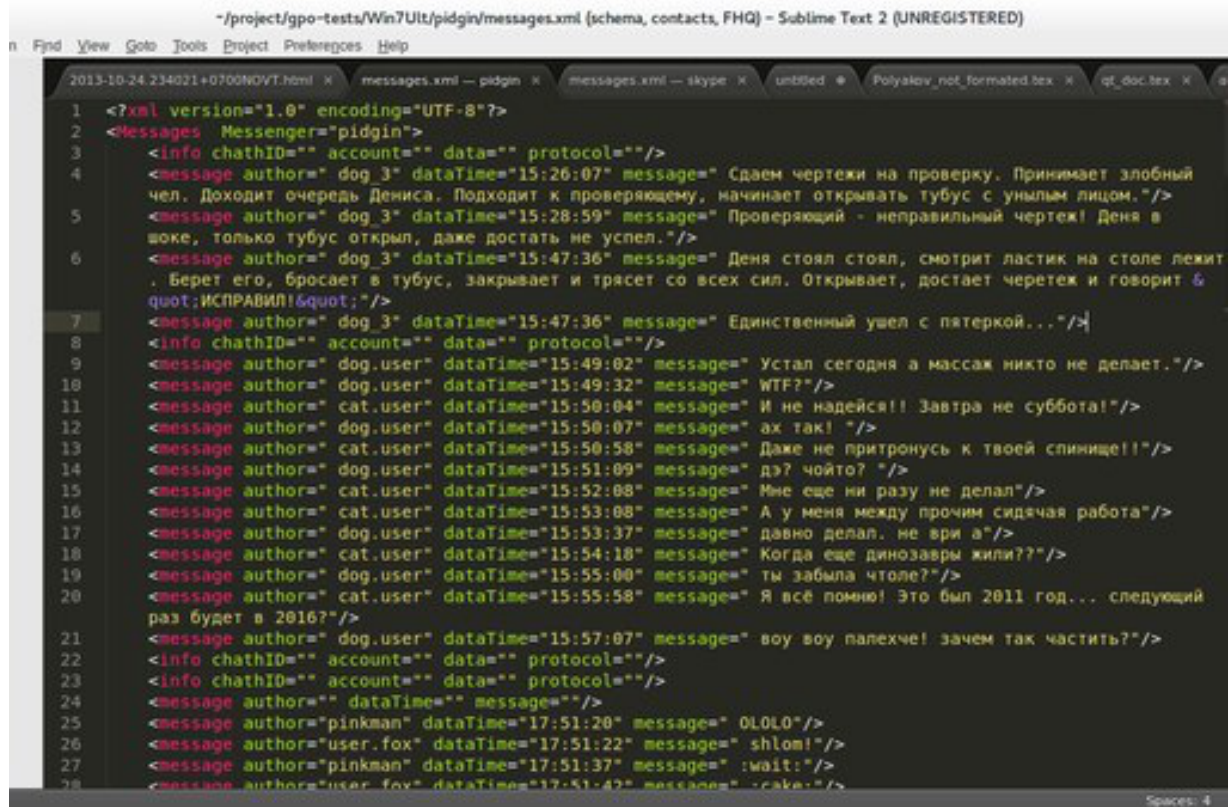 ~/project/gpo-tests/Win7Ult/pidgin/messages.xml (schema, contacts, FHQ) - Sublime Text 2 (UNREGISTERED)
n Find View Goto Tools Project Preferences Help
2013-10-24.234021+0700NOVT.html × messages.xml — pidgin × messages.xml — skype × untitled Polyakov_not_formated.tex × qt_doc.tex ×
1 <?xml version="1.0" encoding="UTF-8"?>
2 <Messages Messenger="pidgin">
3 <info chathID="" account="" data="" protocol=""/>
4 <message author=" dog_3" dataTime="15:26:07" message=" Сдаем чертежи на проверку. Принимает злобный
чел. Доходит очередь Дениса. Подходит к проверяющему, начинает открывать тубус с унылым лицом."/>
5 <message author=" dog_3" dataTime="15:28:59" message=" Проверяющий - неправильный чертеж! Деня в
шоке, только тубус открыл, даже достать не успел."/>
6 <message author=" dog_3" dataTime="15:47:36" message=" Деня стоял стоял, смотрит ластик на столе лежит
. Берет его, бросает в тубус, закрывает и трясет со всех сил. Открывает, достает черетеж и говорит &
quot;ИСПРАВИЛ!&quot;"/>
7 <message author=" dog_3" dataTime="15:47:36" message=" Единственный ушел с пятеркой..."/>
8 <info chathID="" account="" data="" protocol=""/>
9 <message author=" dog.user" dataTime="15:49:02" message=" Устал сегодня а массаж никто не делает."/>
10 <message author=" dog.user" dataTime="15:49:32" message=" WTF?"/>
11 <message author=" cat.user" dataTime="15:50:04" message=" И не надейся!! Завтра не суббота!"/>
12 <message author=" dog.user" dataTime="15:50:07" message=" ах так! "/>
13 <message author=" cat.user" dataTime="15:50:58" message=" Даже не притронусь к твоей спинище!!"/>
14 <message author=" dog.user" dataTime="15:51:09" message=" дэ? чойто? "/>
15 <message author=" cat.user" dataTime="15:52:08" message=" Мне еще ни разу не делал"/>
16 <message author=" cat.user" dataTime="15:53:08" message=" А у меня между прочим сидячая работа"/>
17 <message author=" dog.user" dataTime="15:53:37" message=" давно делал. не ври а"/>
18 <message author=" cat.user" dataTime="15:54:18" message=" Когда еще динозавры жили??"/>
19 <message author=" dog.user" dataTime="15:55:00" message=" ты забыла чтоле?"/>
20 <message author=" cat.user" dataTime="15:55:58" message=" Я всё помню! Это был 2011 год... следующий
раз будет в 2016?"/>
21 <message author=" dog.user" dataTime="15:57:07" message=" воу воу палехче! зачем так частить?"/>
22 <info chathID="" account="" data="" protocol=""/>
23 <info chathID="" account="" data="" protocol=""/>
24 <message author="" dataTime="" message=""/>
25 <message author="pinkman" dataTime="17:51:20" message=" OLOLO"/>
26 <message author="user.fox" dataTime="17:51:22" message=" shlom!"/>
27 <message author="pinkman" dataTime="17:51:37" message=" :wait:"/>
28 <message author="user.fox" dataTime="17:51:42" message=" :cake:"/>
Spaces: 4